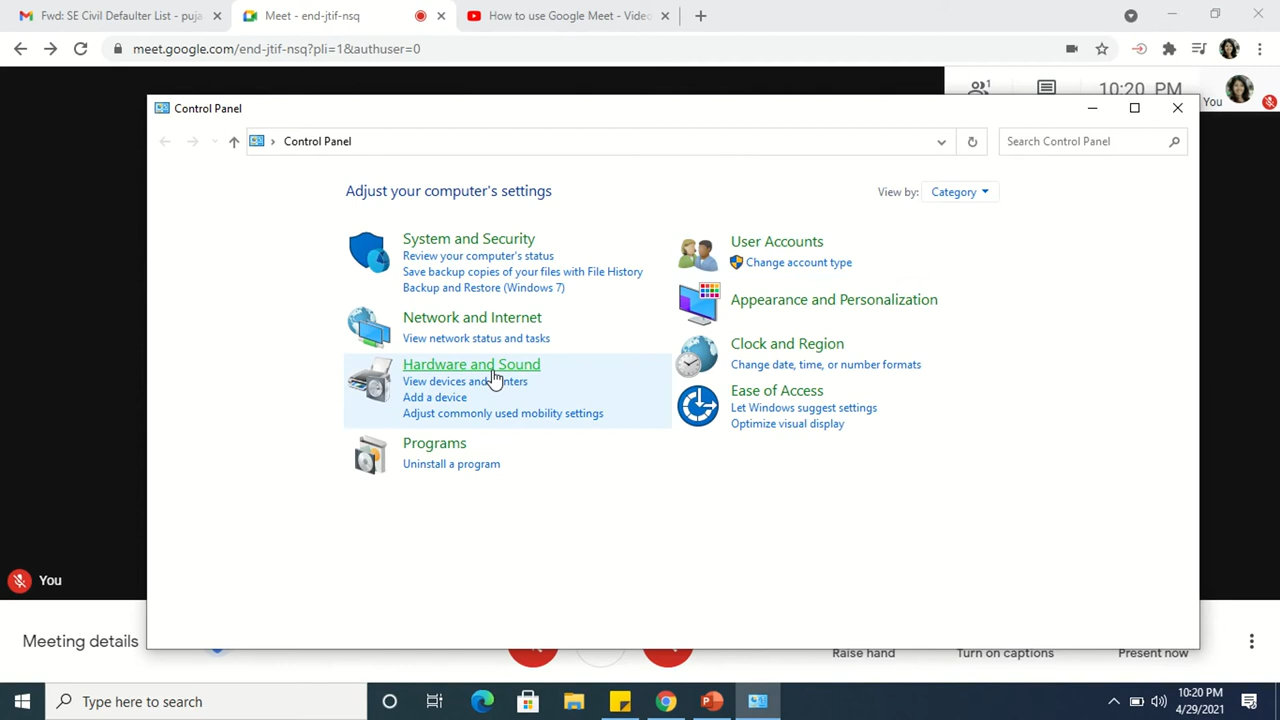 Fwd: SE Civil Defaulter List - puja
Meet - end-jtif-nsq
How to use Google Meet - Video
meet.google.com/end-jtif-nsq?pli=1&authuser=0
1
10:20 PM
You
Control Panel
Control Panel
Search Control Panel
Adjust your computer's settings
View by:
Category
System and Security
Review your computer's status
Save backup copies of your files with File History
Backup and Restore (Windows 7)
Network and Internet
View network status and tasks
Hardware and Sound
View devices and printers
Add a device
Adjust commonly used mobility settings
Programs
Uninstall a program
User Accounts
Change account type
Appearance and Personalization
Clock and Region
Change date, time, or number formats
Ease of Access
Let Windows suggest settings
Optimize visual display
You
Meeting details
Raise hand
Turn on captions
Present now
Type here to search
10:20 PM
4/29/2021